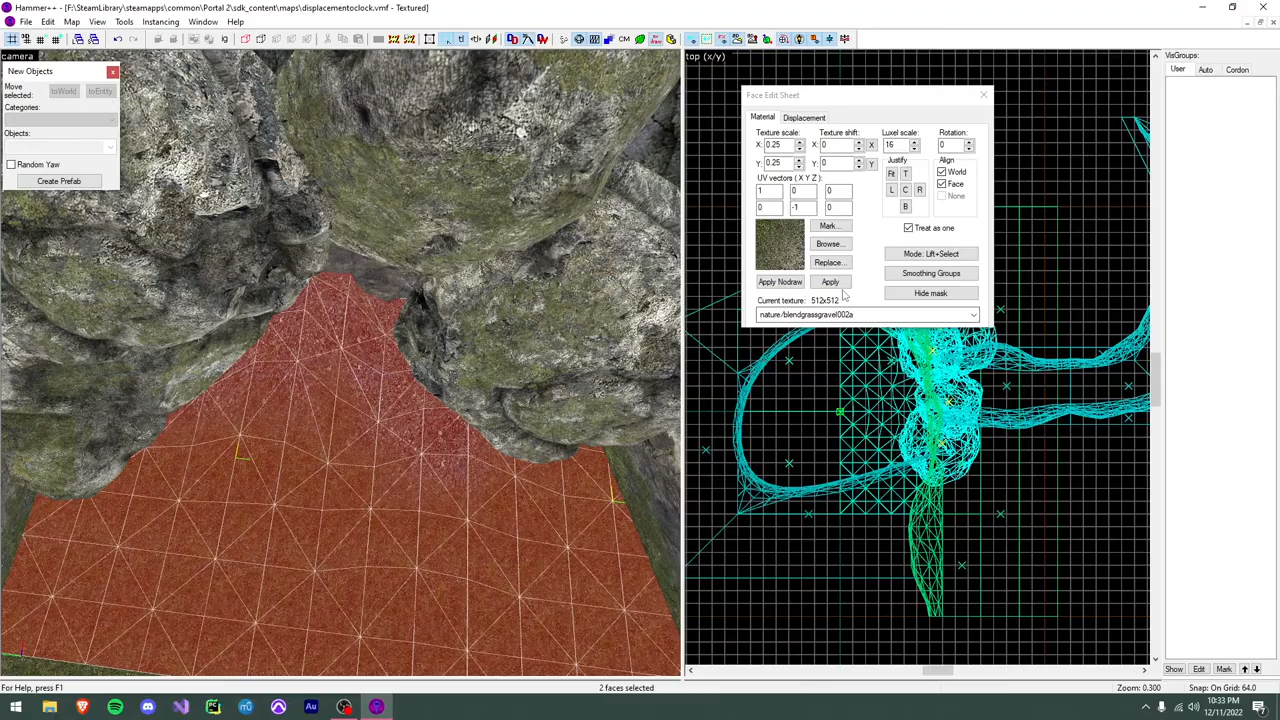 Hammer++ - [F:\SteamLibrary\steamapps\common\Portal 2\sdk_content\maps\displacementoclock.vmf - Textured]
File Edit Map View Tools Instancing Window Help
camera
New Objects
Move selected: toWorld toEntity
Categories:
Objects:
Random Yaw
Create Prefab
top (x/y)
Face Edit Sheet
Material Displacement
Texture scale: Texture shift: Luxel scale: Rotation:
X: 0.25 0 X 16 0
Y: 0.25 0 Y
Justify Align
Fit T World
L C R Face
B None
UV vectors ( X Y Z )
1 0 0
0 -1 0
Treat as one
Mark...
Browse...
Replace...
Apply Nodraw Apply
Mode: Lift+Select
Smoothing Groups
Hide mask
Current texture: 512x512
nature/blendgrassgravel002a
VisGroups:
User Auto Cordon
Show Edit Mark
For Help, press F1
2 faces selected
Zoom: 0.300
Snap: On Grid: 64.0
10:33 PM
12/11/2022